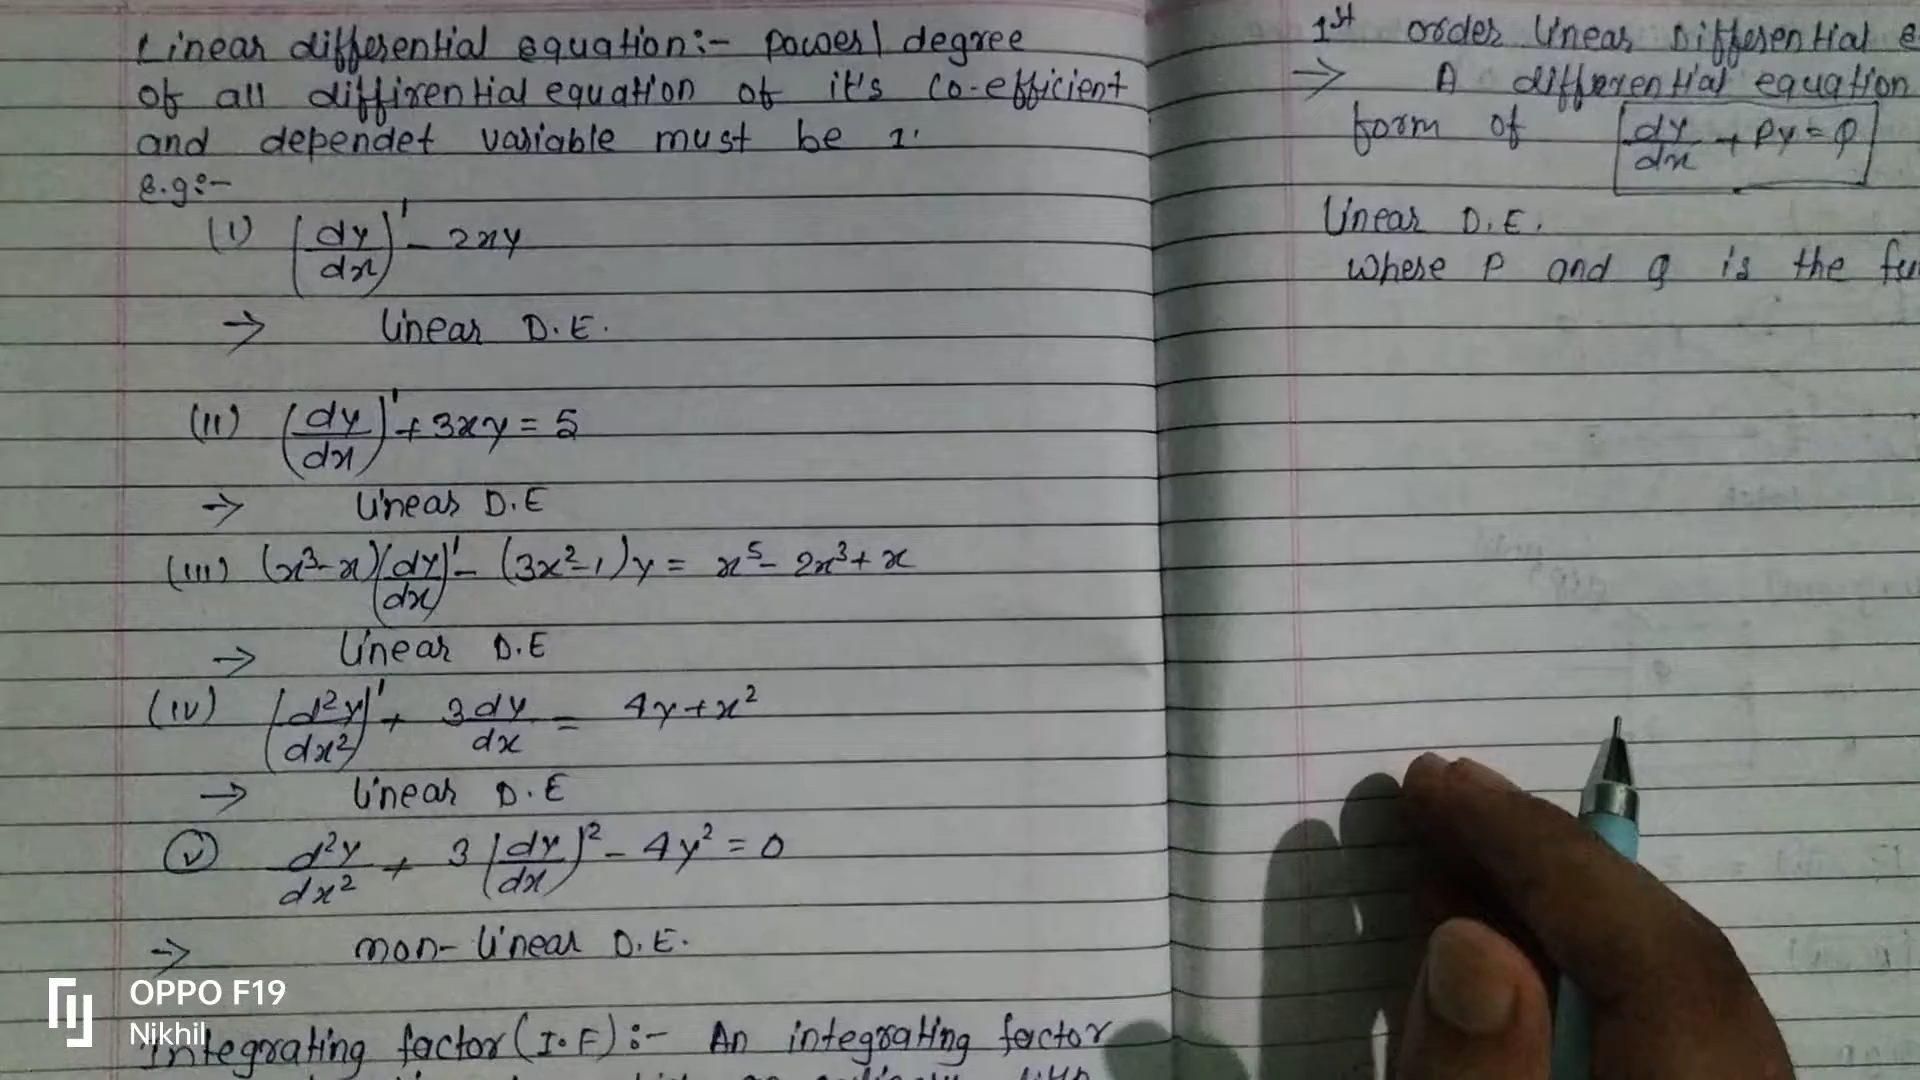 Linear differential equation:- power/degree
of all diffirential equation of it's co-efficient
and dependet variable must be 1.
e.g:-
(i) (dy/dx)¹ - 2xy
→ Linear D.E.
(ii) (dy/dx)¹ + 3xy = 5
→ Linear D.E
(iii) (x³-x)(dy/dx)¹ - (3x²-1)y = x⁵ - 2x³ + x
→ Linear D.E
(iv) (d²y/dx²)¹ + 3dy/dx = 4y + x²
→ Linear D.E
(v) d²y/dx² + 3(dy/dx)² - 4y² = 0
→ non-linear D.E.
Integrating factor (I.F) :- An integrating factor
1st order linear Differential
→ A differential equation
form of dy/dx + Py = Q
Linear D.E.
where P and Q is the
OPPO F19
Nikhil